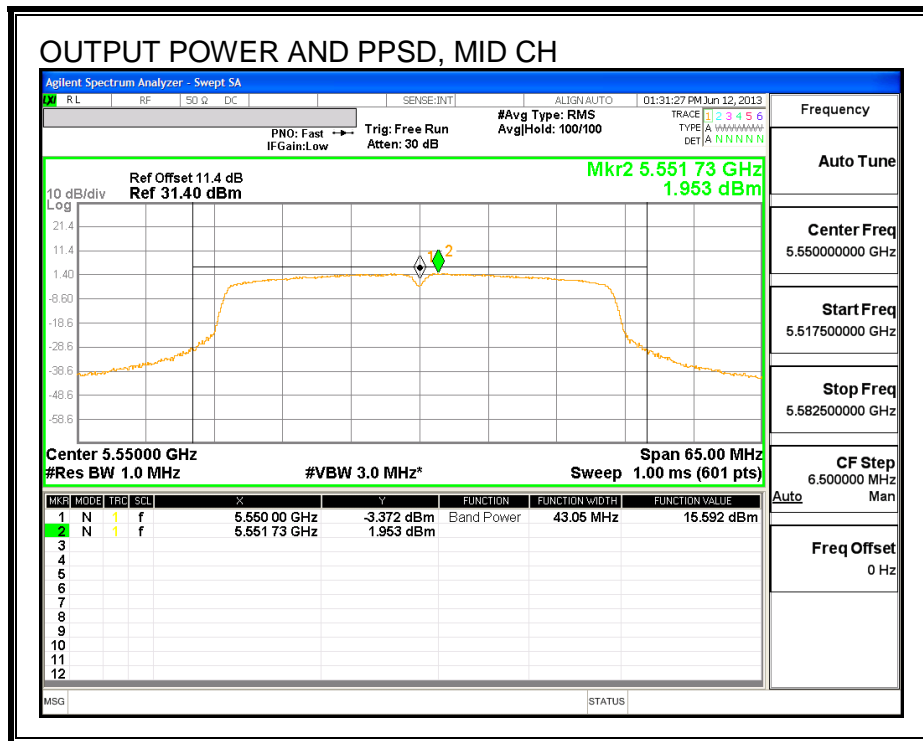 OUTPUT POWER AND PPSD, MID CH
Agilent Spectrum Analyzer - Swept SA
LXI RL RF 50 Ω DC SENSE:INT ALIGN AUTO 01:31:27 PM Jun 12, 2013
PNO: Fast
IFGain:Low
Trig: Free Run
Atten: 30 dB
#Avg Type: RMS
Avg|Hold: 100/100
TRACE 1 2 3 4 5 6
TYPE A WWWWW
DET A N N N N N
Mkr2 5.551 73 GHz
1.953 dBm
Ref Offset 11.4 dB
10 dB/div Ref 31.40 dBm
Log
21.4
11.4
1.40
-8.60
-18.6
-28.6
-38.6
-48.6
-58.6
1
2
Center 5.55000 GHz Span 65.00 MHz
#Res BW 1.0 MHz #VBW 3.0 MHz* Sweep 1.00 ms (601 pts)
MKR MODE TRC SCL X Y FUNCTION FUNCTION WIDTH FUNCTION VALUE
1 N 1 f 5.550 00 GHz -3.372 dBm Band Power 43.05 MHz 15.592 dBm
2 N 1 f 5.551 73 GHz 1.953 dBm
3
4
5
6
7
8
9
10
11
12
MSG STATUS
Frequency
Auto Tune
Center Freq
5.550000000 GHz
Start Freq
5.517500000 GHz
Stop Freq
5.582500000 GHz
CF Step
6.500000 MHz
Auto Man
Freq Offset
0 Hz